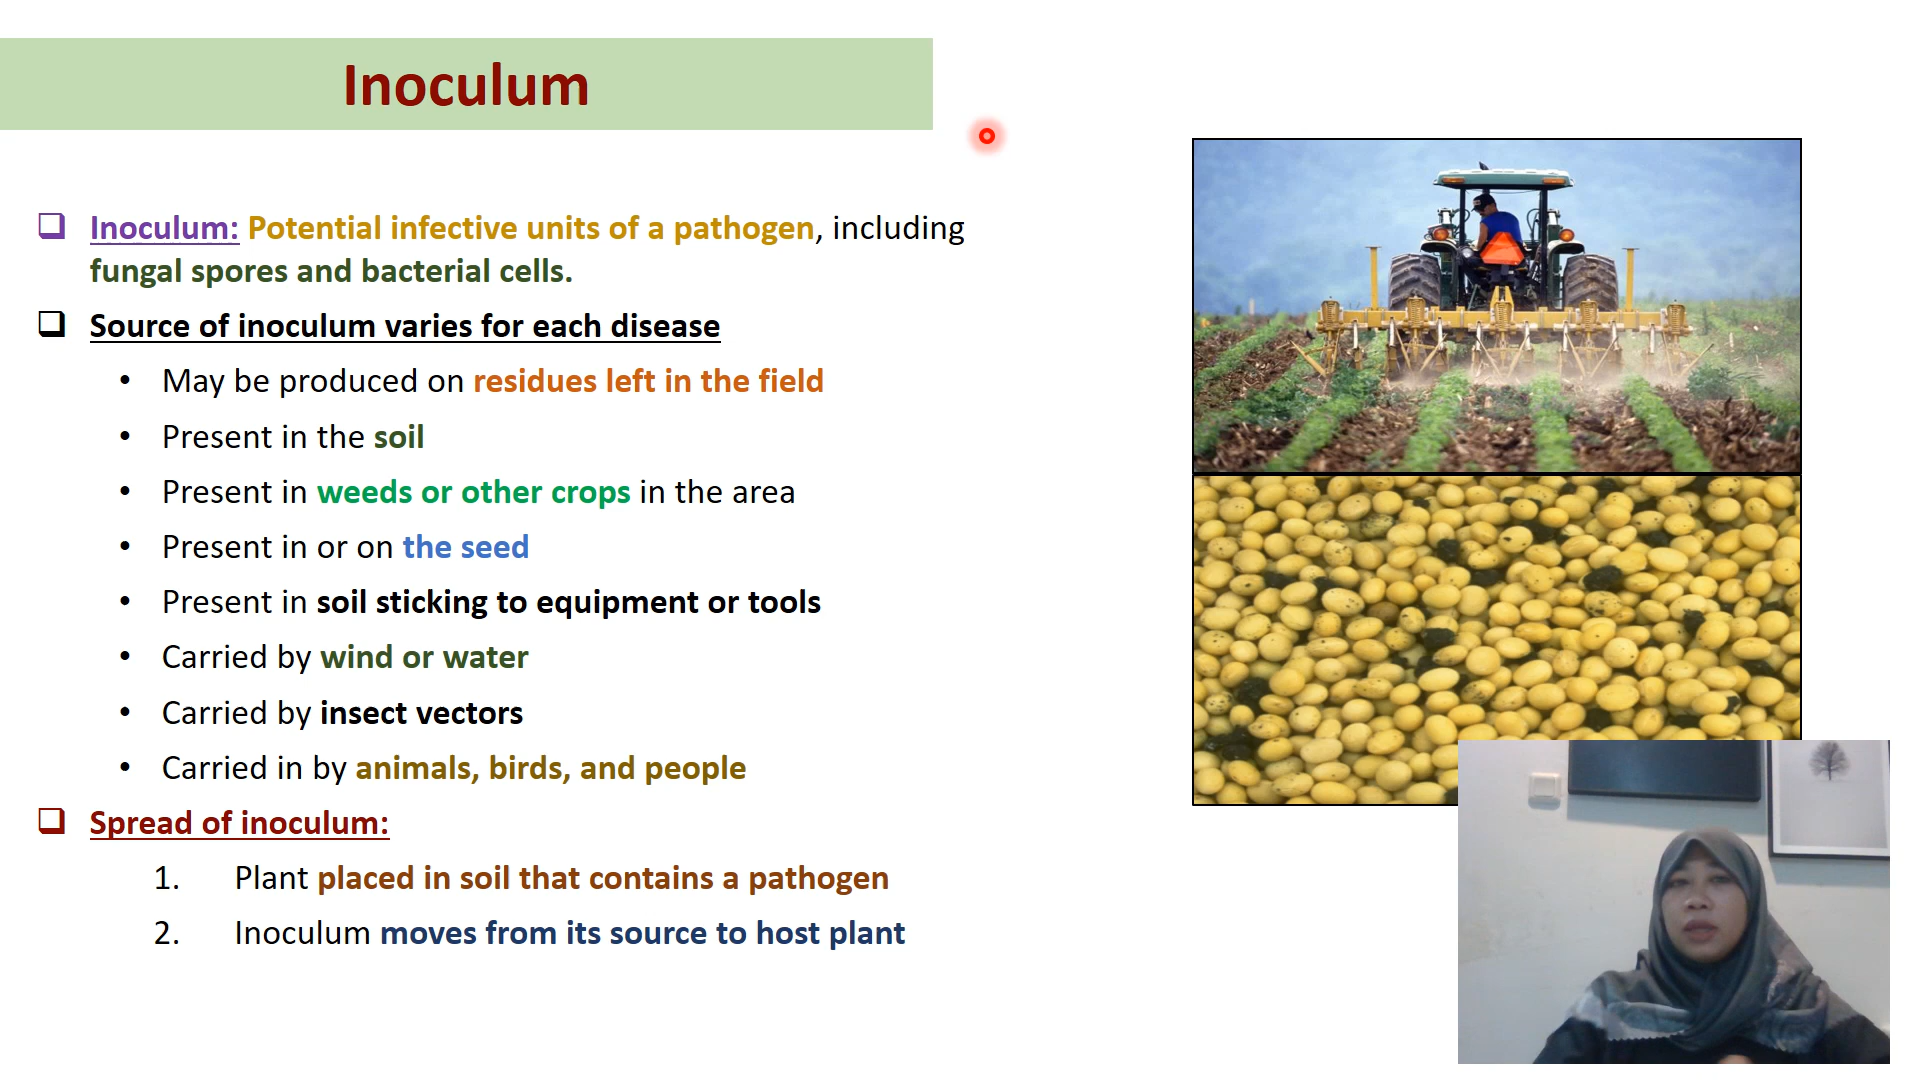 Inoculum
❑ Inoculum: Potential infective units of a pathogen, including
fungal spores and bacterial cells.
❑ Source of inoculum varies for each disease
• May be produced on residues left in the field
• Present in the soil
• Present in weeds or other crops in the area
• Present in or on the seed
• Present in soil sticking to equipment or tools
• Carried by wind or water
• Carried by insect vectors
• Carried in by animals, birds, and people
❑ Spread of inoculum:
1. Plant placed in soil that contains a pathogen
2. Inoculum moves from its source to host plant